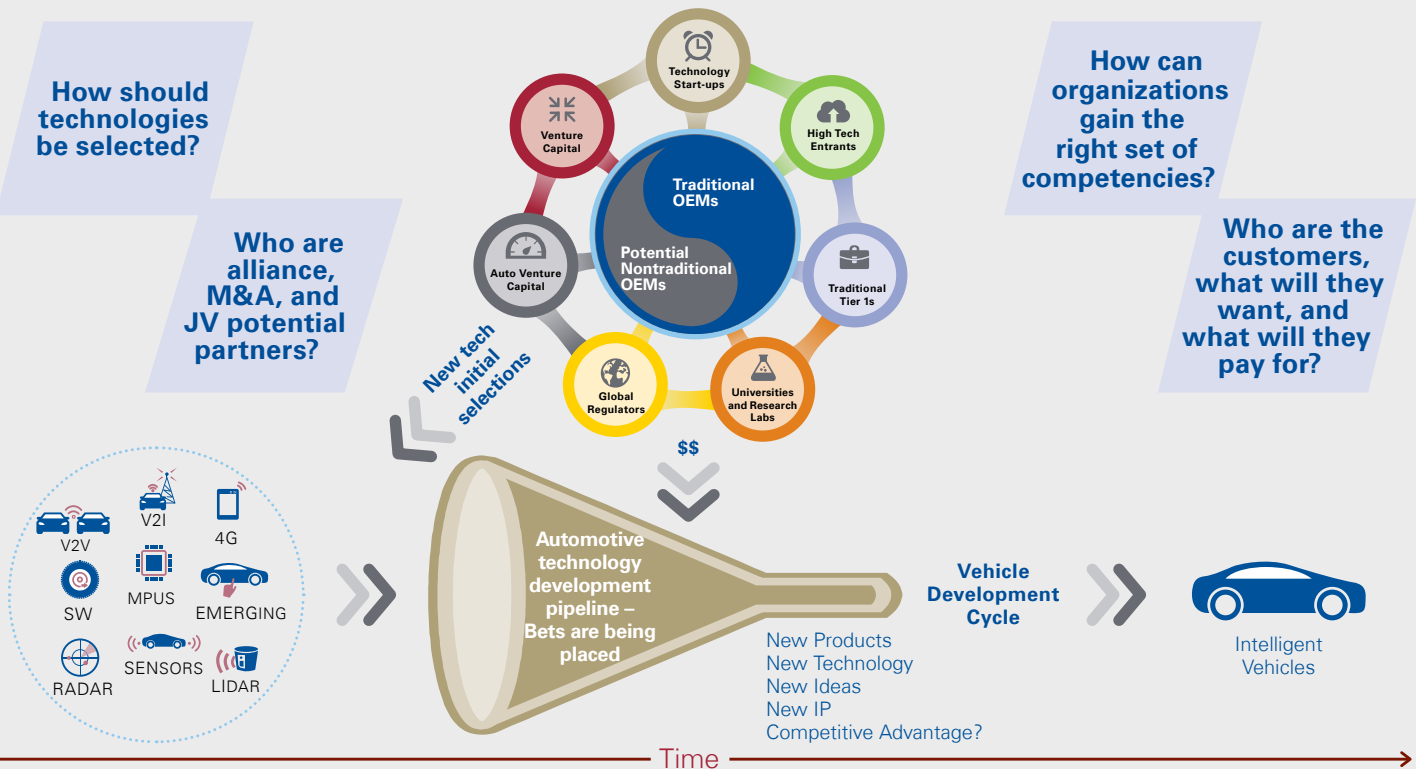 How should
technologies
be selected?
Who are
alliance,
M&A, and
JV potential
partners?
Technology
Start-ups
Venture
Capital
High Tech
Entrants
Traditional
OEMs
Potential
Nontraditional
OEMs
Auto Venture
Capital
Traditional
Tier 1s
Global
Regulators
Universities
and Research
Labs
How can
organizations
gain the
right set of
competencies?
Who are the
customers,
what will they
want, and
what will they
pay for?
New tech
initial
selections
$$
V2V
V2I
4G
SW
MPUS
EMERGING
RADAR
SENSORS
LIDAR
Automotive
technology
development
pipeline –
Bets are being
placed
New Products
New Technology
New Ideas
New IP
Competitive Advantage?
Vehicle
Development
Cycle
Intelligent
Vehicles
Time